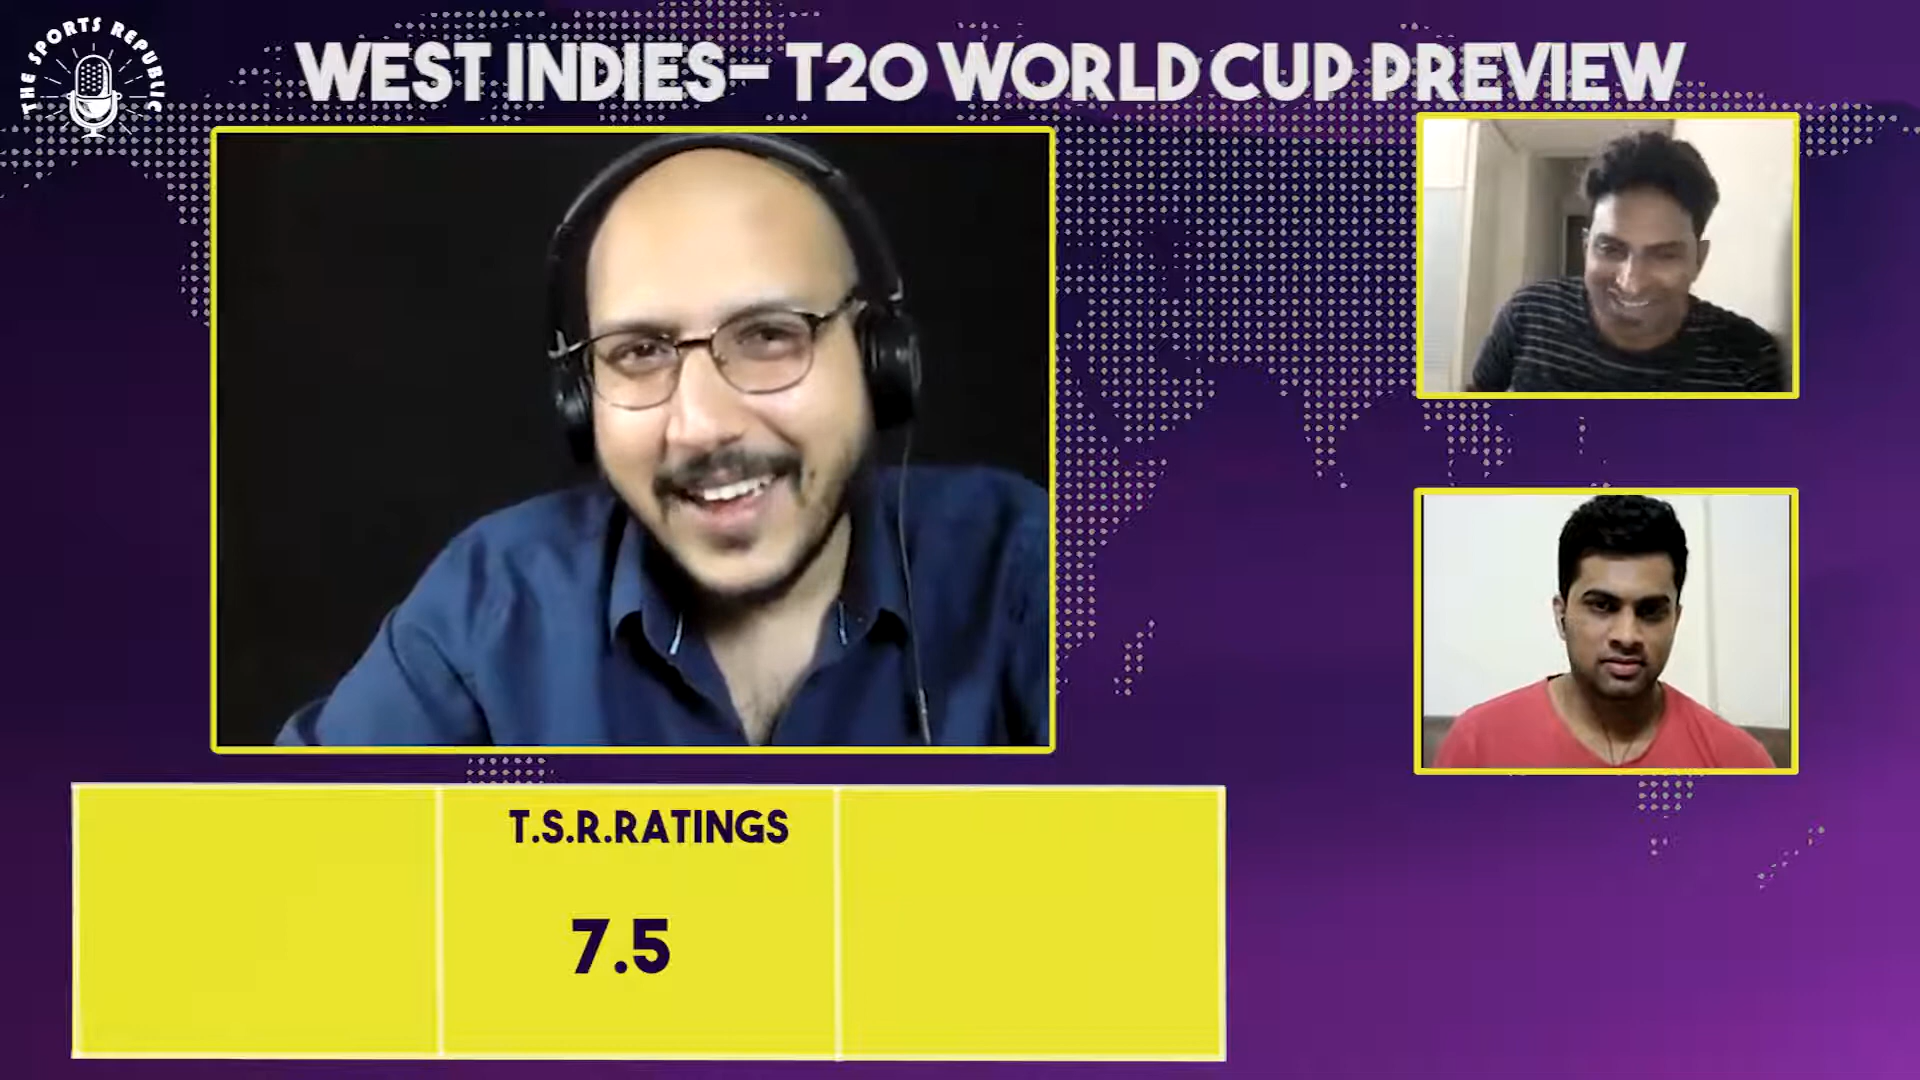 THE SPORTS REPUBLIC
WEST INDIES- T20 WORLD CUP PREVIEW
T.S.R.RATINGS
7.5